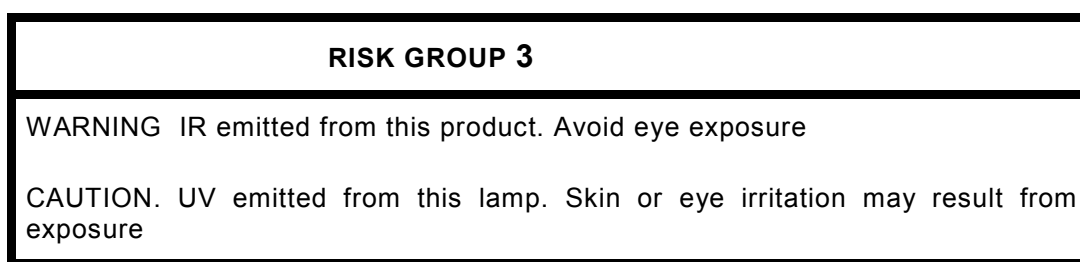 RISK GROUP 3
WARNING IR emitted from this product. Avoid eye exposure
CAUTION. UV emitted from this lamp. Skin or eye irritation may result from
exposure